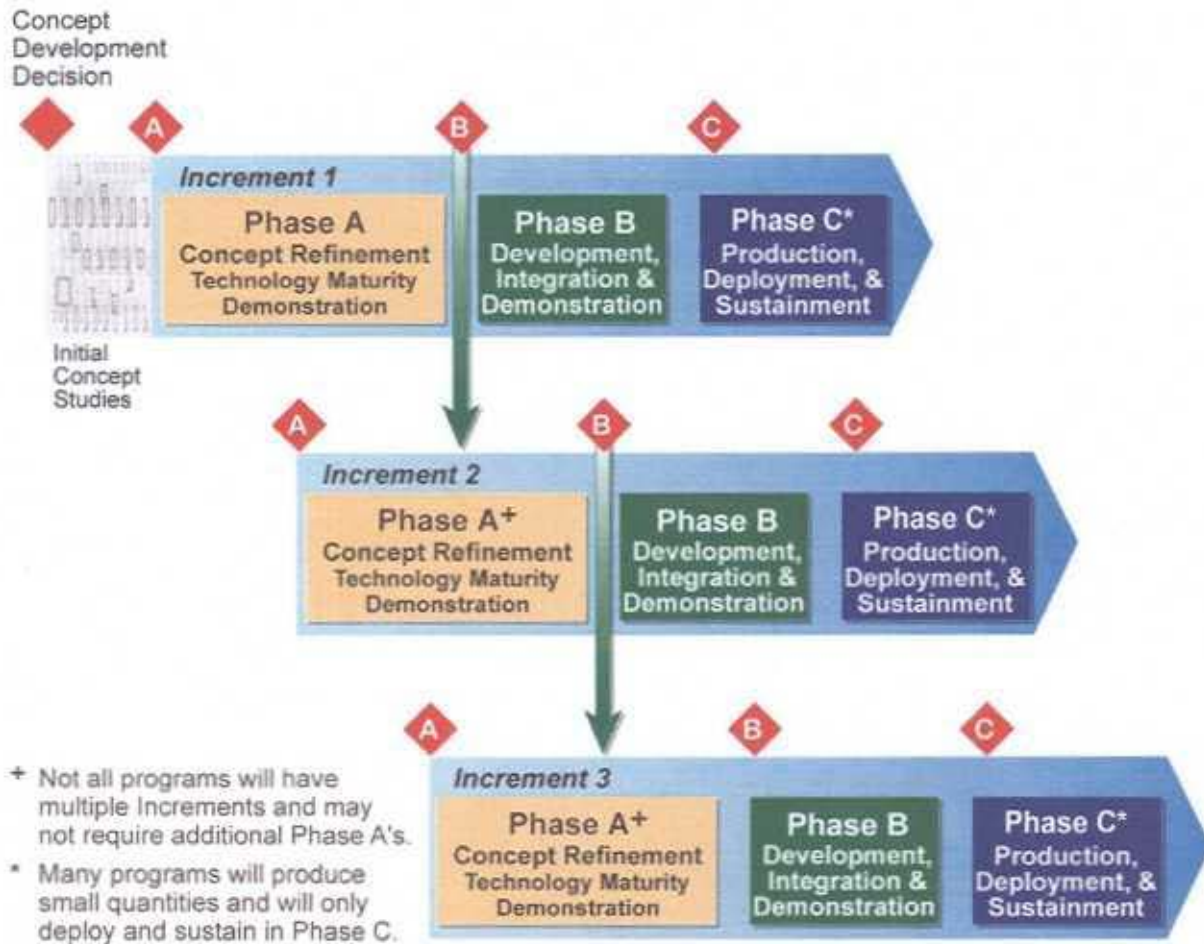 Concept
Development
Decision
A
B
C
Increment 1
Phase A
Concept Refinement
Technology Maturity
Demonstration
Phase B
Development,
Integration &
Demonstration
Phase C*
Production,
Deployment, &
Sustainment
Initial
Concept
Studies
A
B
C
Increment 2
Phase A+
Concept Refinement
Technology Maturity
Demonstration
Phase B
Development,
Integration &
Demonstration
Phase C*
Production,
Deployment, &
Sustainment
A
B
C
Increment 3
Phase A+
Concept Refinement
Technology Maturity
Demonstration
Phase B
Development,
Integration &
Demonstration
Phase C*
Production,
Deployment, &
Sustainment
+ Not all programs will have
multiple Increments and may
not require additional Phase A's.
* Many programs will produce
small quantities and will only
deploy and sustain in Phase C.